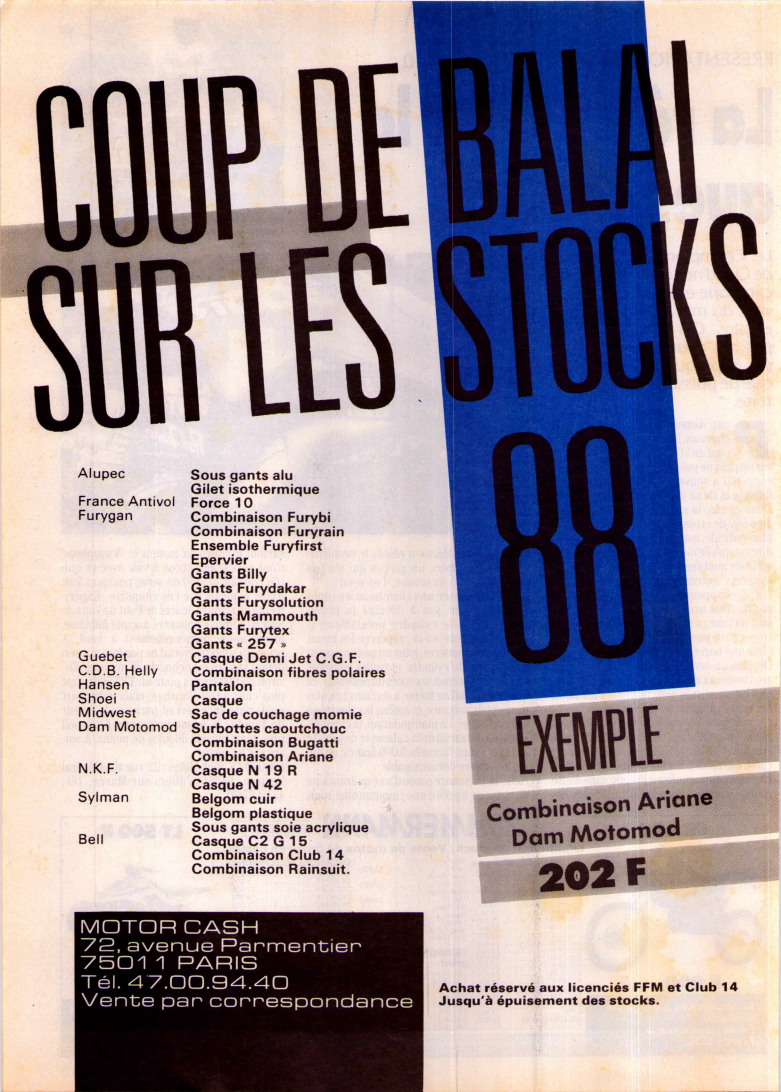 COUP DE BALAI
SUR LES STOCKS
88
Alupec Sous gants alu
Gilet isothermique
France Antivol Force 10
Furygan Combinaison Furybi
Combinaison Furyrain
Ensemble Furyfirst
Epervier
Gants Billy
Gants Furydakar
Gants Furysolution
Gants Mammouth
Gants Furytex
Gants « 257 »
Guebet Casque Demi Jet C.G.F.
C.D.B. Helly Combinaison fibres polaires
Hansen Pantalon
Shoei Casque
Midwest Sac de couchage momie
Dam Motomod Surbottes caoutchouc
Combinaison Bugatti
Combinaison Ariane
N.K.F. Casque N 19 R
Casque N 42
Sylman Belgom cuir
Belgom plastique
Sous gants soie acrylique
Bell Casque C2 G 15
Combinaison Club 14
Combinaison Rainsuit.
EXEMPLE
Combinaison Ariane
Dam Motomod
202 F
MOTOR CASH
72, avenue Parmentier
75011 PARIS
Tél. 47.00.94.40
Vente par correspondance
Achat réservé aux licenciés FFM et Club 14
Jusqu'à épuisement des stocks.